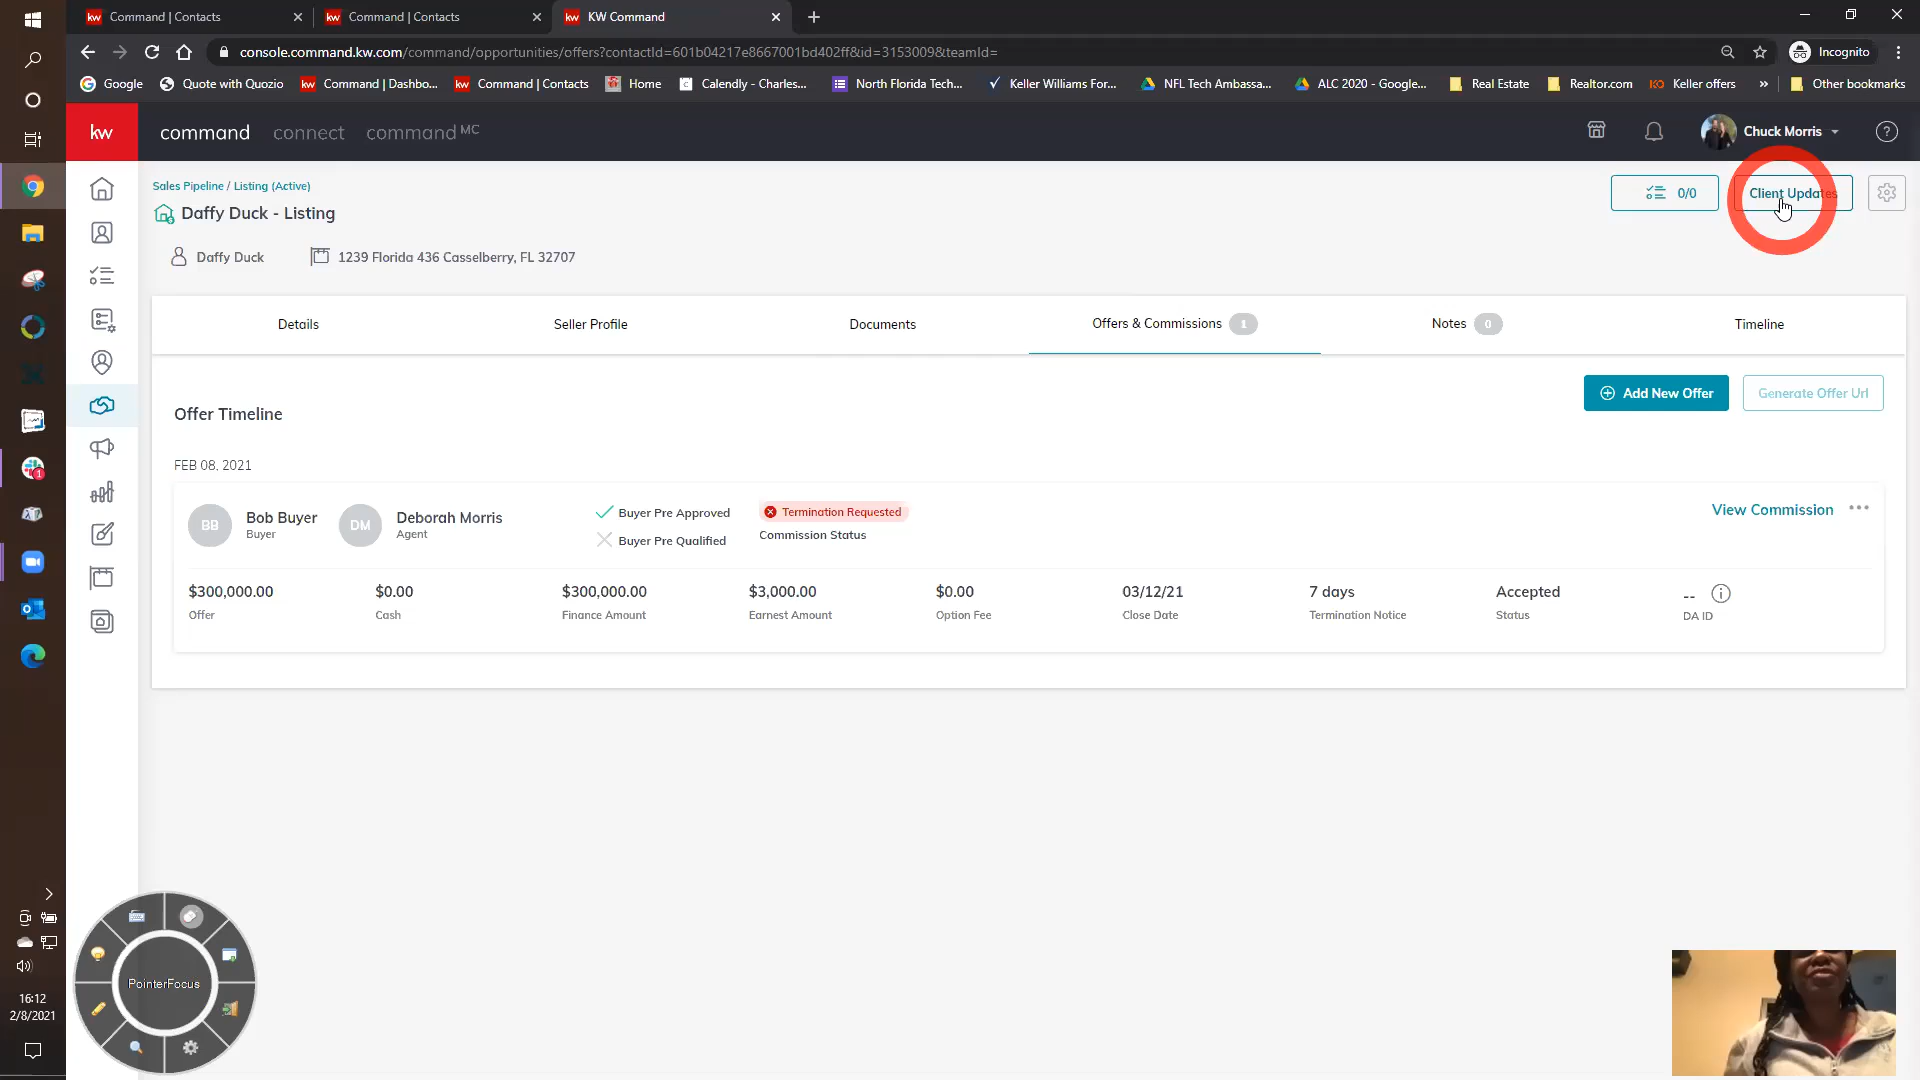 kw Command | Contacts
kw Command | Contacts
kw KW Command
console.command.kw.com/command/opportunities/offers?contactId=601b04217e8667001bd402ff&id=3153009&teamId=
Incognito
Google
Quote with Quozio
kw Command | Dashbo...
kw Command | Contacts
Home
Calendly - Charles...
North Florida Tech...
Keller Williams For...
NFL Tech Ambassa...
ALC 2020 - Google...
Real Estate
Realtor.com
KO Keller offers
»
Other bookmarks
kw command connect command MC
Chuck Morris
Sales Pipeline / Listing (Active)
0/0
Client Updates
Daffy Duck - Listing
Daffy Duck
1239 Florida 436 Casselberry, FL 32707
Details
Seller Profile
Documents
Offers & Commissions 1
Notes 0
Timeline
Add New Offer
Generate Offer Url
Offer Timeline
FEB 08, 2021
BB Bob Buyer
Buyer
DM Deborah Morris
Agent
Buyer Pre Approved
Buyer Pre Qualified
Termination Requested
Commission Status
View Commission
$300,000.00
Offer
$0.00
Cash
$300,000.00
Finance Amount
$3,000.00
Earnest Amount
$0.00
Option Fee
03/12/21
Close Date
7 days
Termination Notice
Accepted
Status
--
DA ID
PointerFocus
16:12
2/8/2021